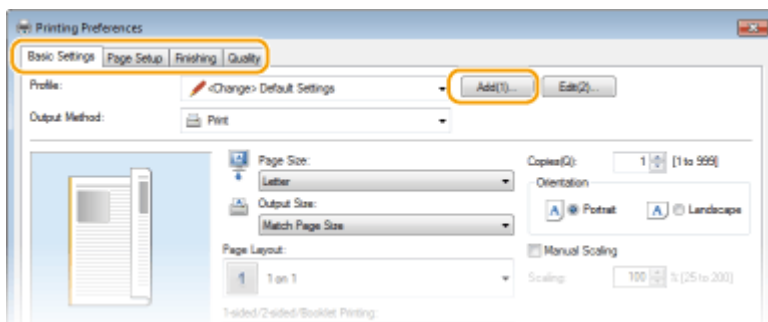 Printing Preferences
Basic Settings Page Setup Finishing Quality
Profile: <Change> Default Settings Add(1)... Edit(2)...
Output Method: Print
Page Size: Copies(Q): 1 [1 to 999]
Letter Orientation
Output Size: A Portrait A Landscape
Match Page Size
Page Layout: Manual Scaling
1 1 on 1 Scaling: 100 % [25 to 200]
1-sided/2-sided/Booklet Printing: